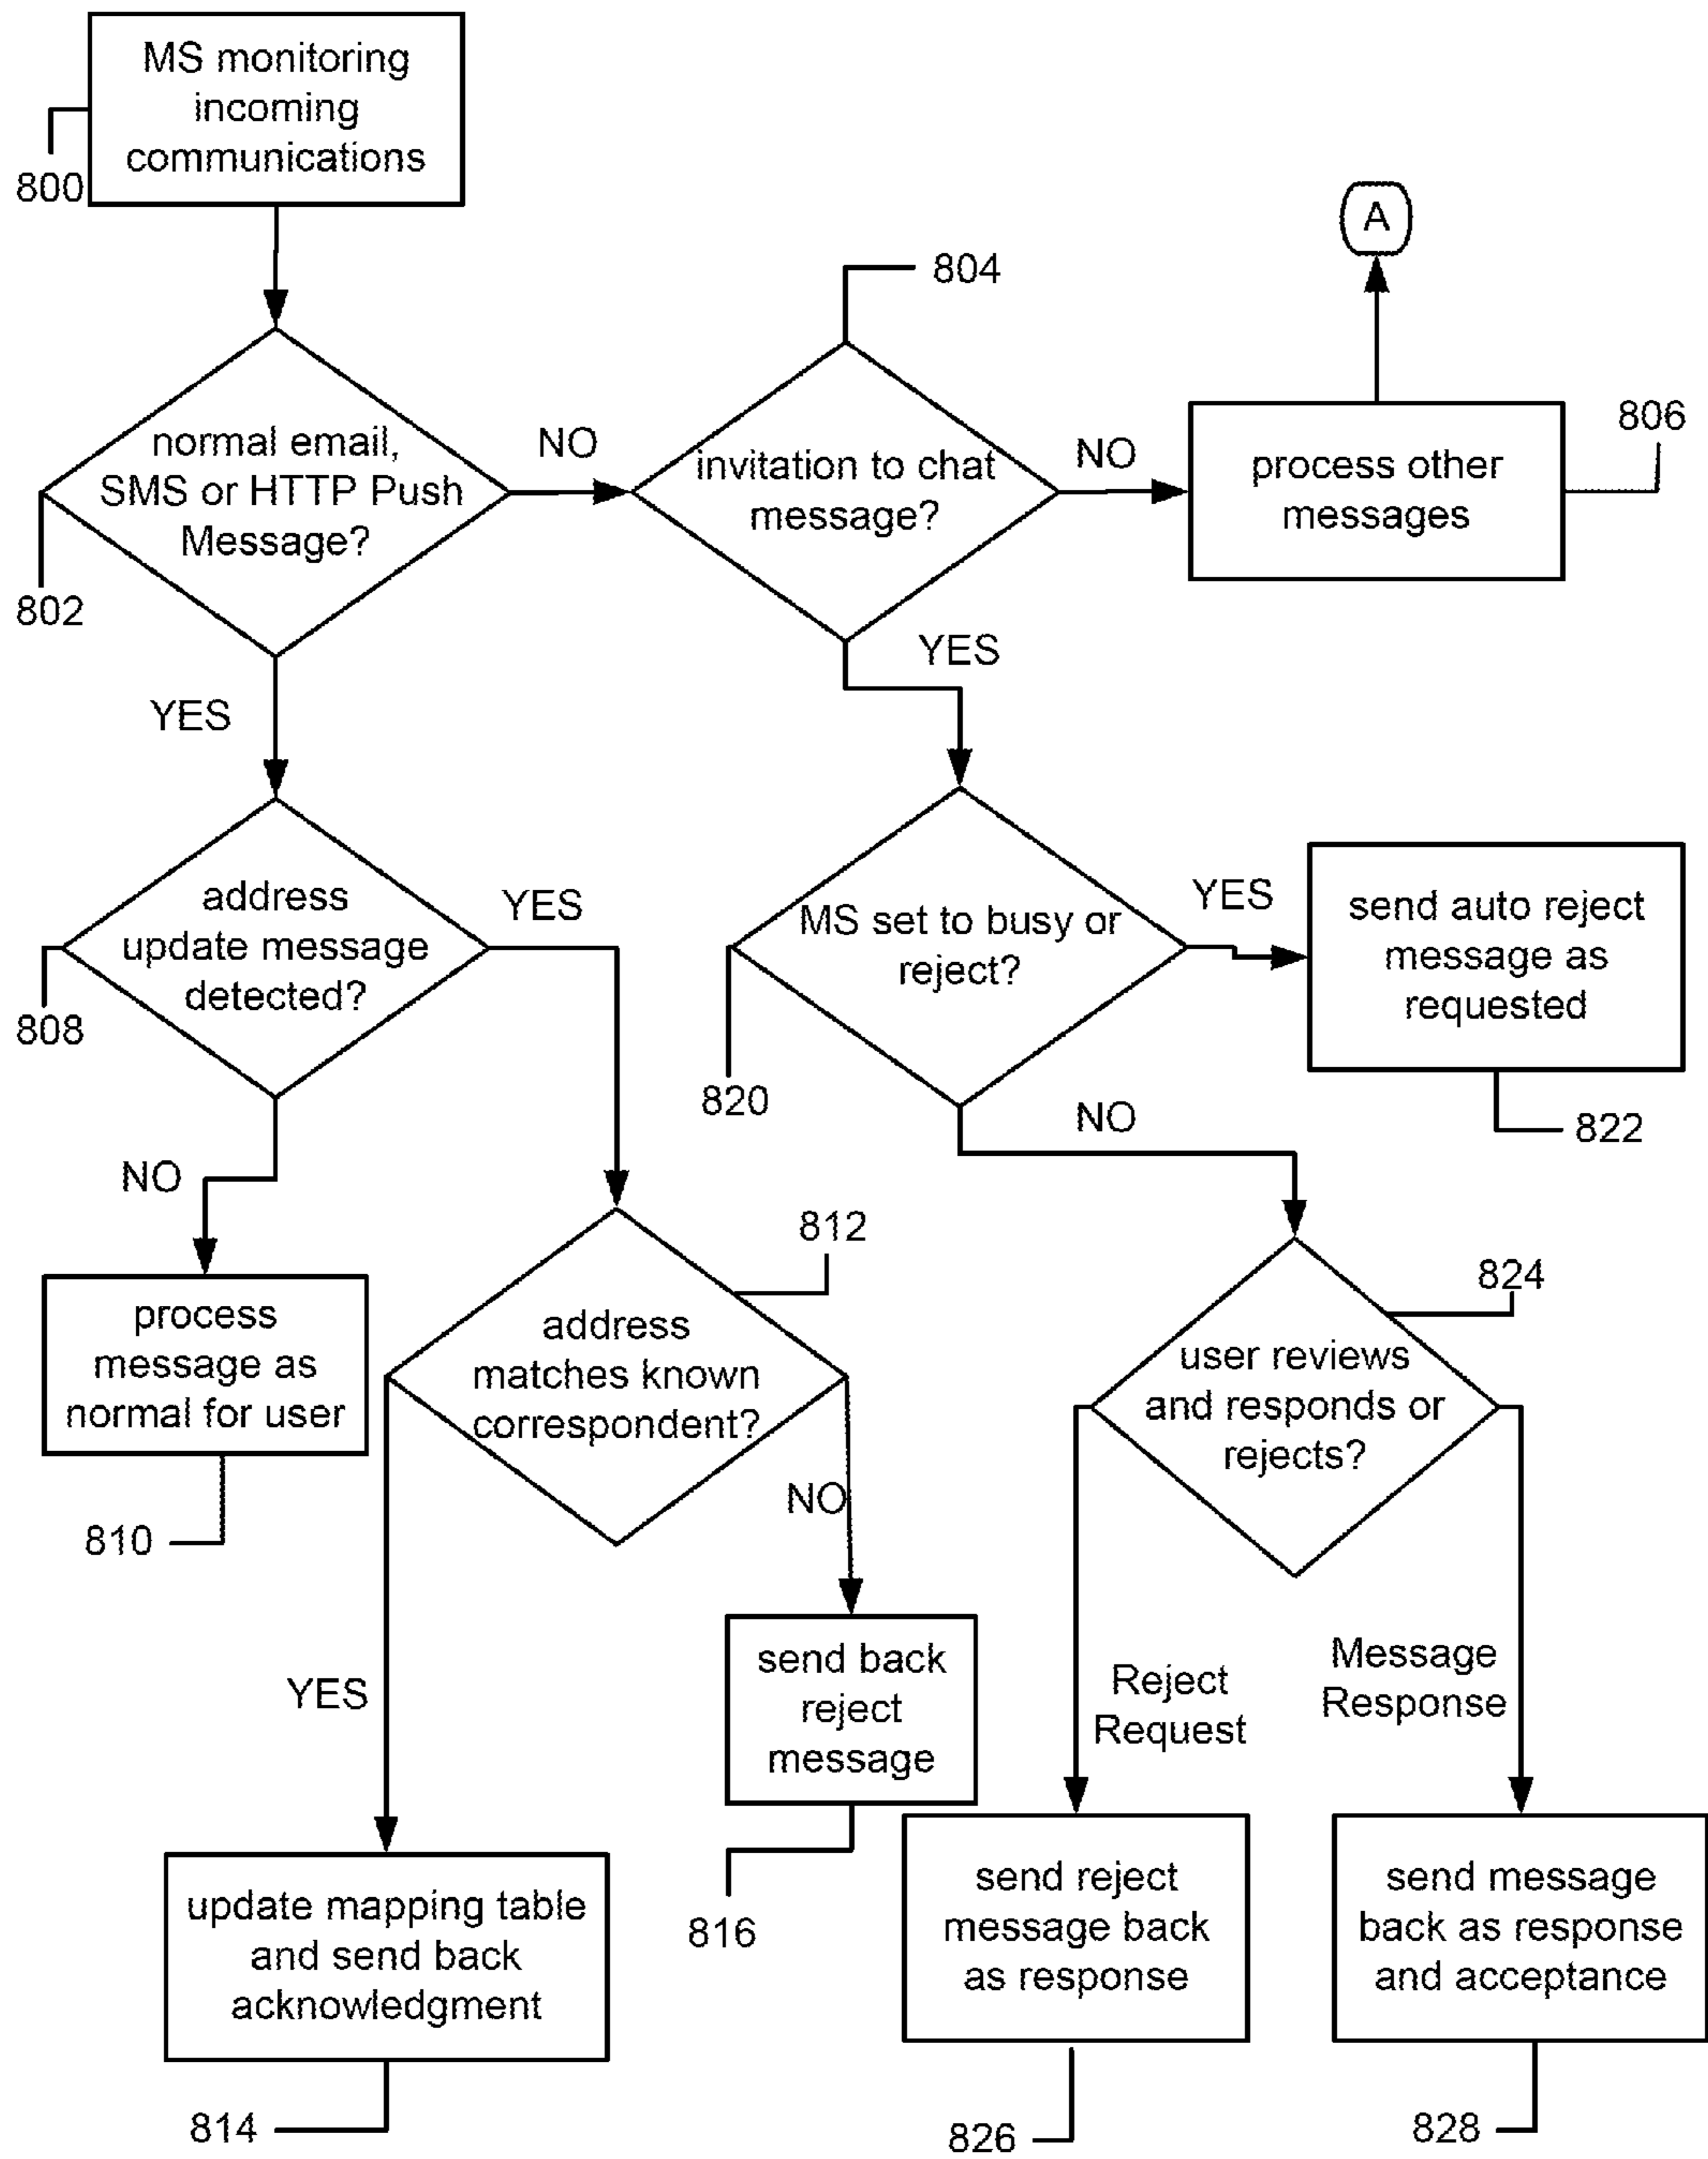 MS monitoring
incoming
communications
800
A
804
normal email,
SMS or HTTP Push
Message?
802
NO
invitation to chat
message?
NO
process other
messages
806
YES
YES
address
update message
detected?
808
YES
MS set to busy or
reject?
820
YES
send auto reject
message as
requested
822
NO
NO
process
message as
normal for user
810
812
address
matches known
correspondent?
824
user reviews
and responds or
rejects?
NO
YES
send back
reject
message
816
Reject
Request
Message
Response
update mapping table
and send back
acknowledgment
814
send reject
message back
as response
826
send message
back as response
and acceptance
828